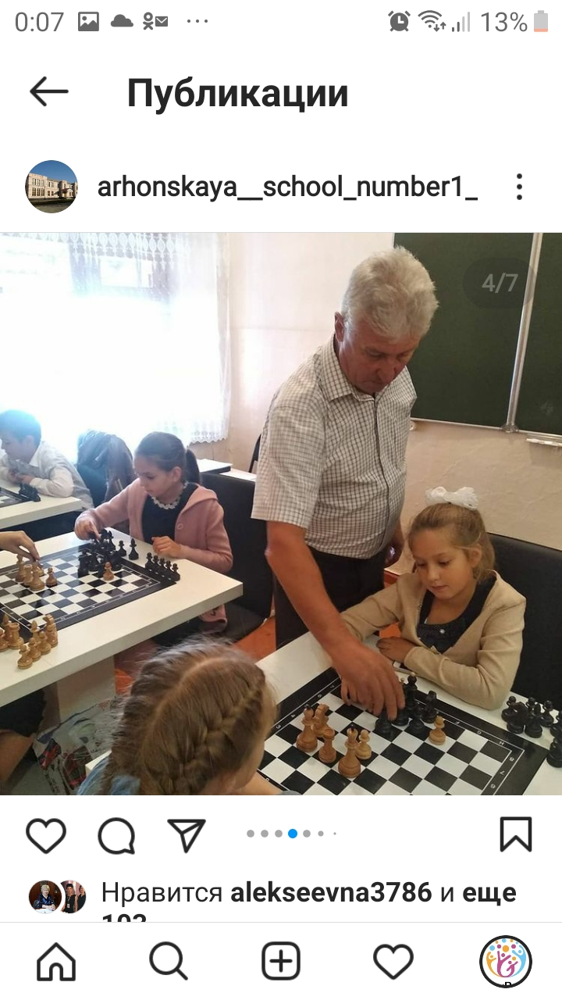 0:07 ... 13%
Публикации
arhonskaya__school_number1_
4/7
Нравится alekseevna3786 и еще